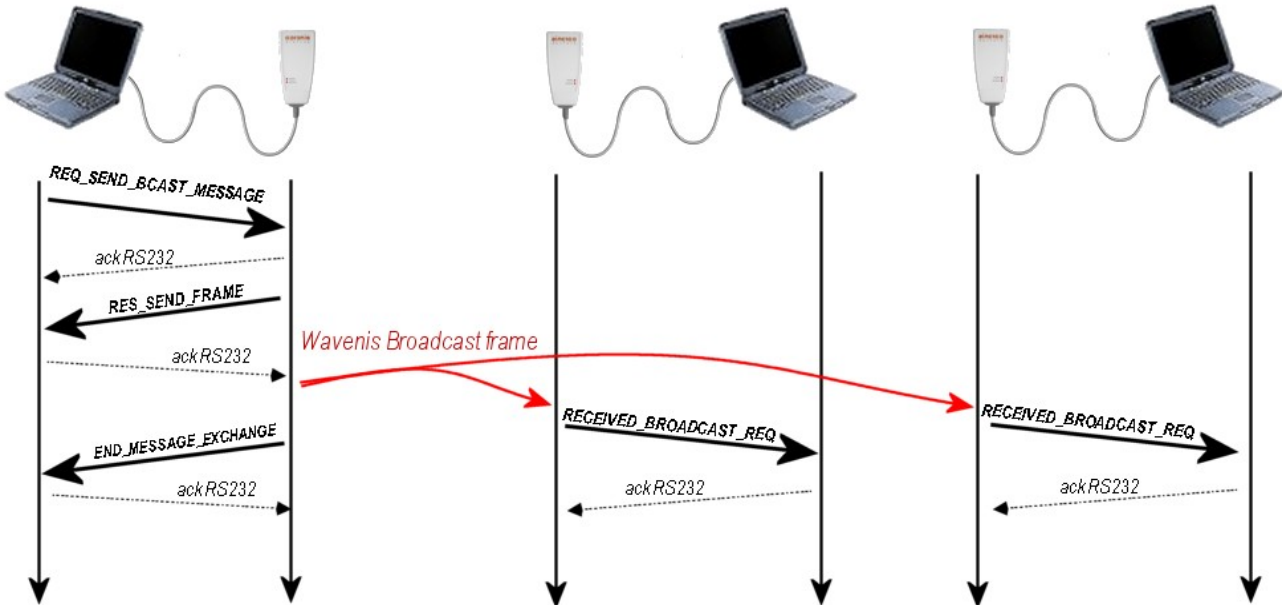 REQ_SEND_BCAST_MESSAGE
ackRS232
RES_SEND_FRAME
ackRS232
Wavenis Broadcast frame
RECEIVED_BROADCAST_REQ
RECEIVED_BROADCAST_REQ
END_MESSAGE_EXCHANGE
ackRS232
ackRS232
ackRS232